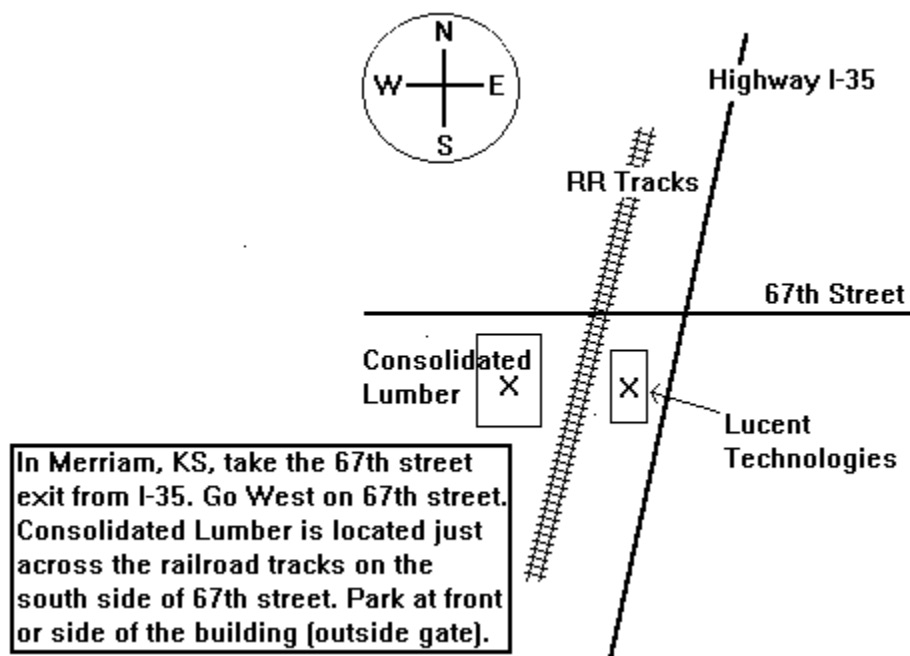 N
W E
S
Highway I-35
RR Tracks
67th Street
Consolidated
Lumber
X
X
Lucent
Technologies
In Merriam, KS, take the 67th street
exit from I-35. Go West on 67th street.
Consolidated Lumber is located just
across the railroad tracks on the
south side of 67th street. Park at front
or side of the building (outside gate).